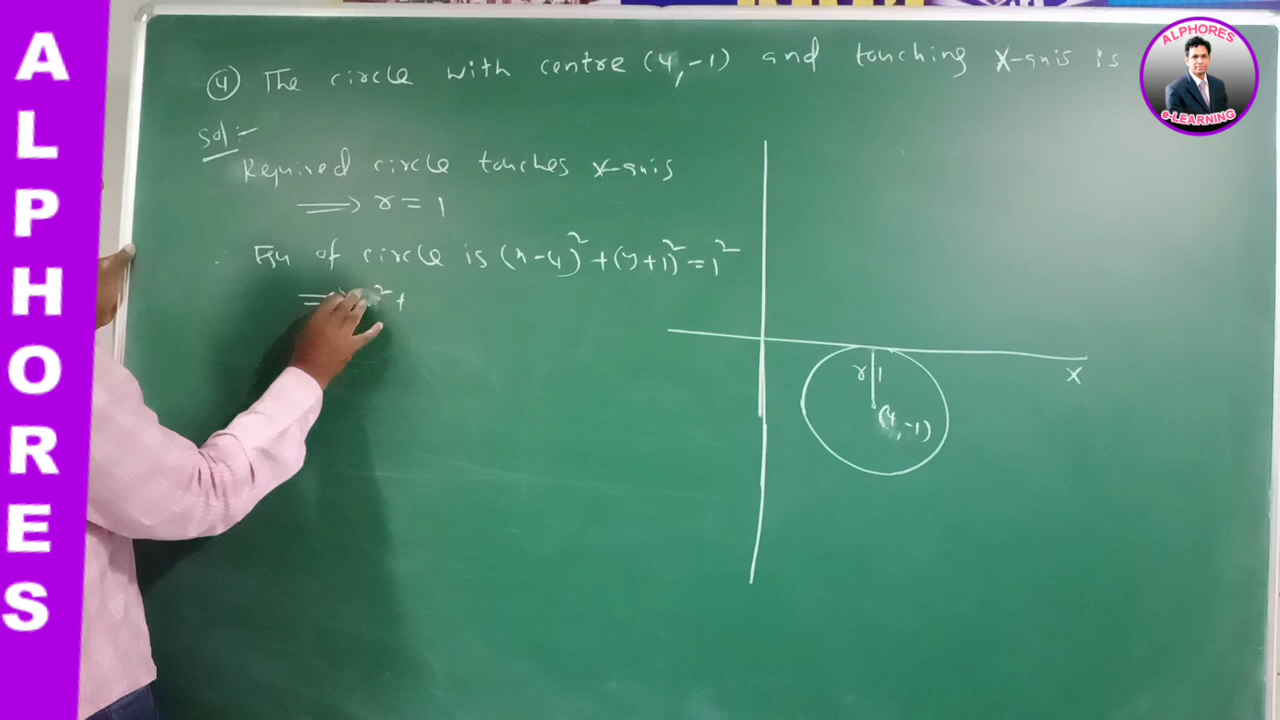 ALPHORES
④ The circle with centre (4,-1) and touching X-axis is
Sol:-
Required circle touches X-axis
⟹ r = 1
Eqn of circle is (x-4)² + (y+1)² = 1²
r 1
(4,-1)
X
ALPHORES
e-LEARNING